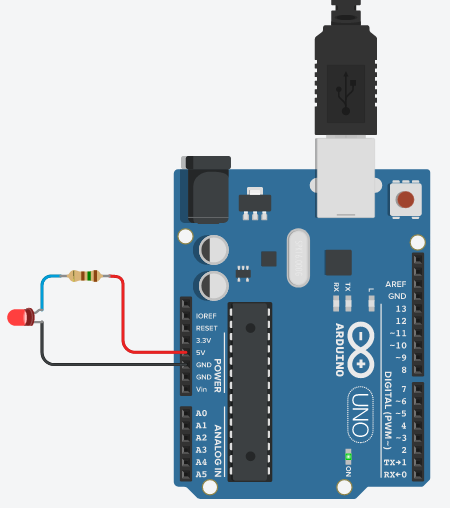 IOREF
RESET
3.3V
5V
GND
GND
Vin
POWER
A0
A1
A2
A3
A4
A5
ANALOG IN
RX
TX
L
ARDUINO
UNO
ON
AREF
GND
13
12
~11
~10
~9
8
7
~6
~5
4
~3
2
TX→1
RX←0
DIGITAL (PWM~)